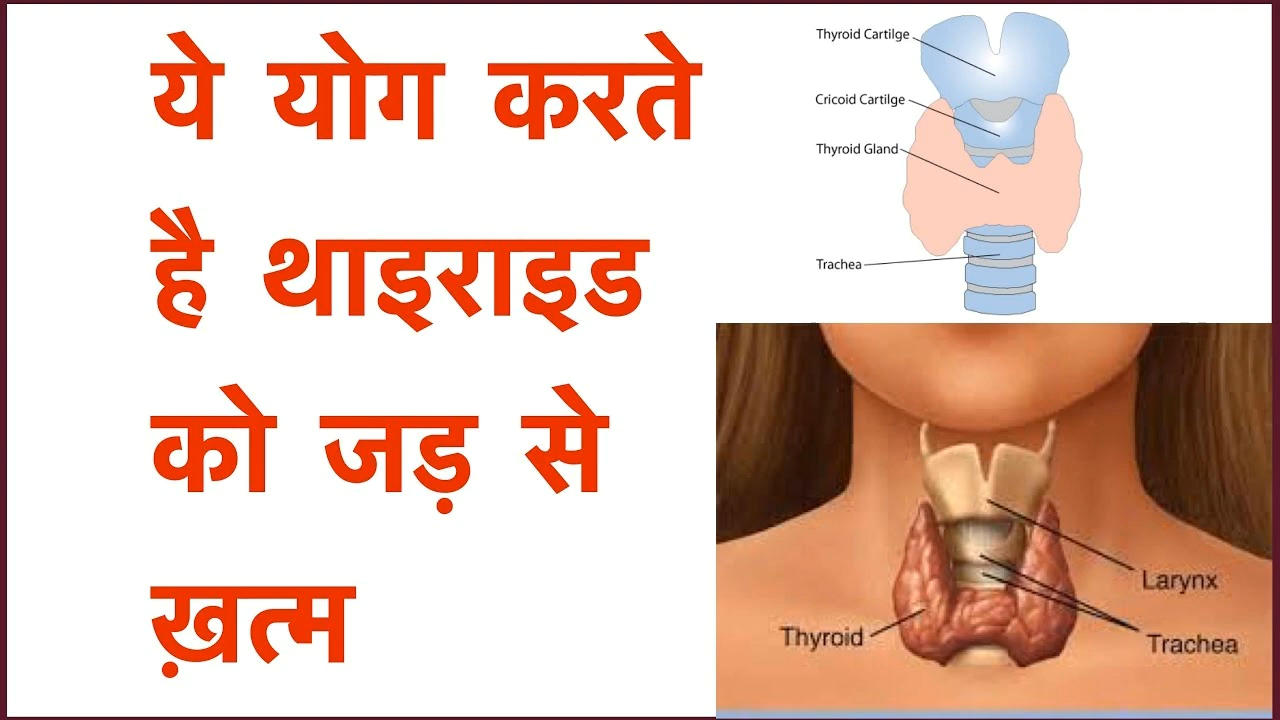 ये योग करते
है थाइराइड
को जड़ से
ख़त्म
Thyroid Cartilge
Cricoid Cartilge
Thyroid Gland
Trachea
Larynx
Thyroid
Trachea